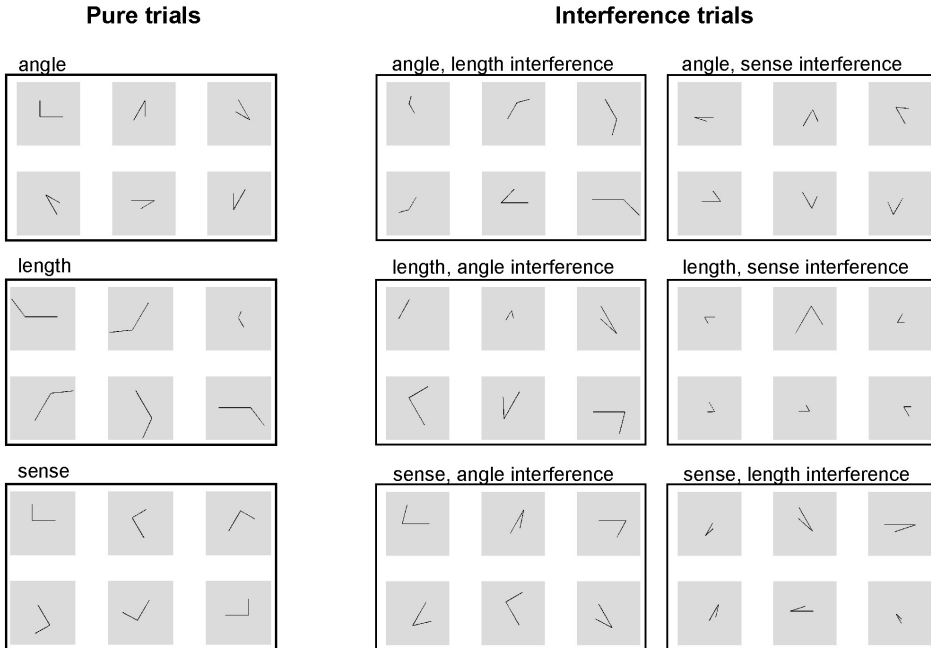 Pure trials
Interference trials
angle
angle, length interference
angle, sense interference
length
length, angle interference
length, sense interference
sense
sense, angle interference
sense, length interference